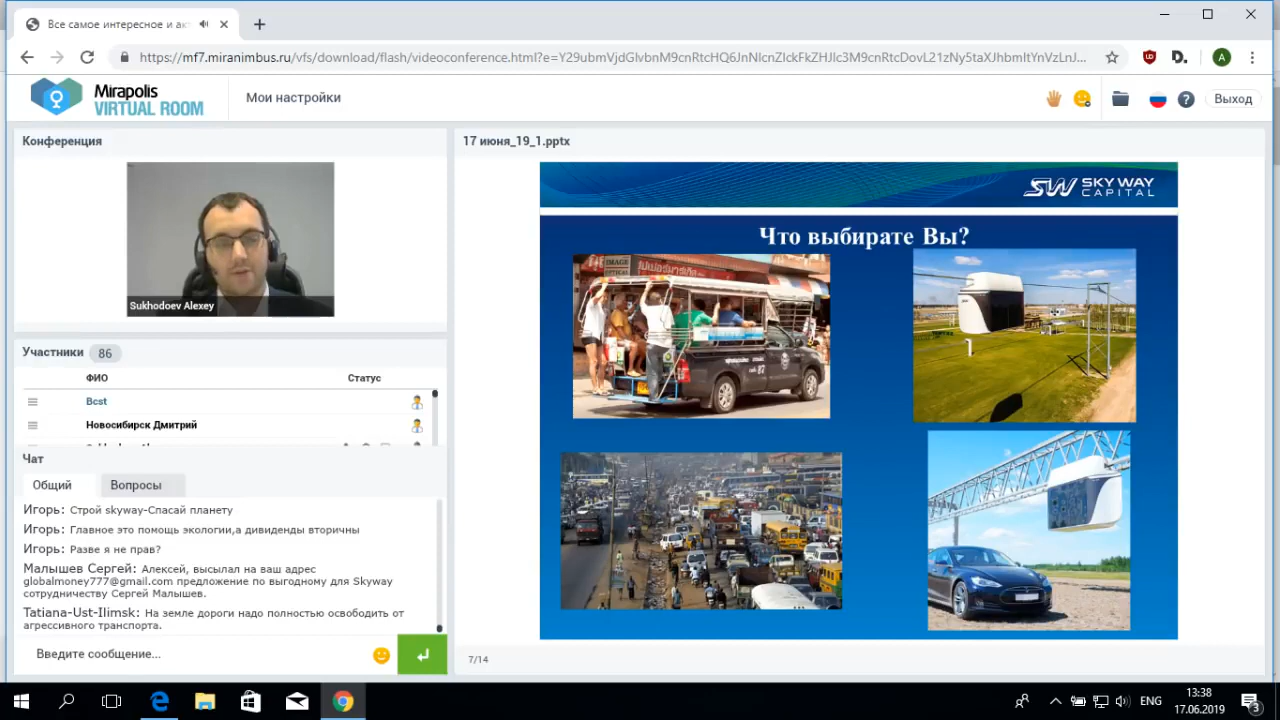 Все самое интересное и ак
https://mf7.miranimbus.ru/vfs/download/flash/videoconference.html?e=Y29ubmVjdGlvbnM9cnRtcHQ6JnNlcnZlckFkZHJlc3M9cnRtcDovL21zNy5taXJhbmltYnVzLnJ...
Mirapolis
VIRTUAL ROOM
Мои настройки
Выход
Конференция
17 июня_19_1.pptx
SKY WAY
CAPITAL
Что выбирате Вы?
IMAGE
OPTICAL
Sukhodoev Alexey
Участники 86
ФИО Статус
Bcst
Новосибирск Дмитрий
Чат
Общий Вопросы
Игорь: Строй skyway-Спасай планету
Игорь: Главное это помощь экологии,а дивиденды вторичны
Игорь: Разве я не прав?
Малышев Сергей: Алексей, высылал на ваш адрес
globalmoney777@gmail.com предложение по выгодному для Skyway
сотрудничеству Сергей Малышев.
Tatiana-Ust-Ilimsk: На земле дороги надо полностью освободить от
агрессивного транспорта.
Введите сообщение...
7/14
ENG
13:38
17.06.2019
3